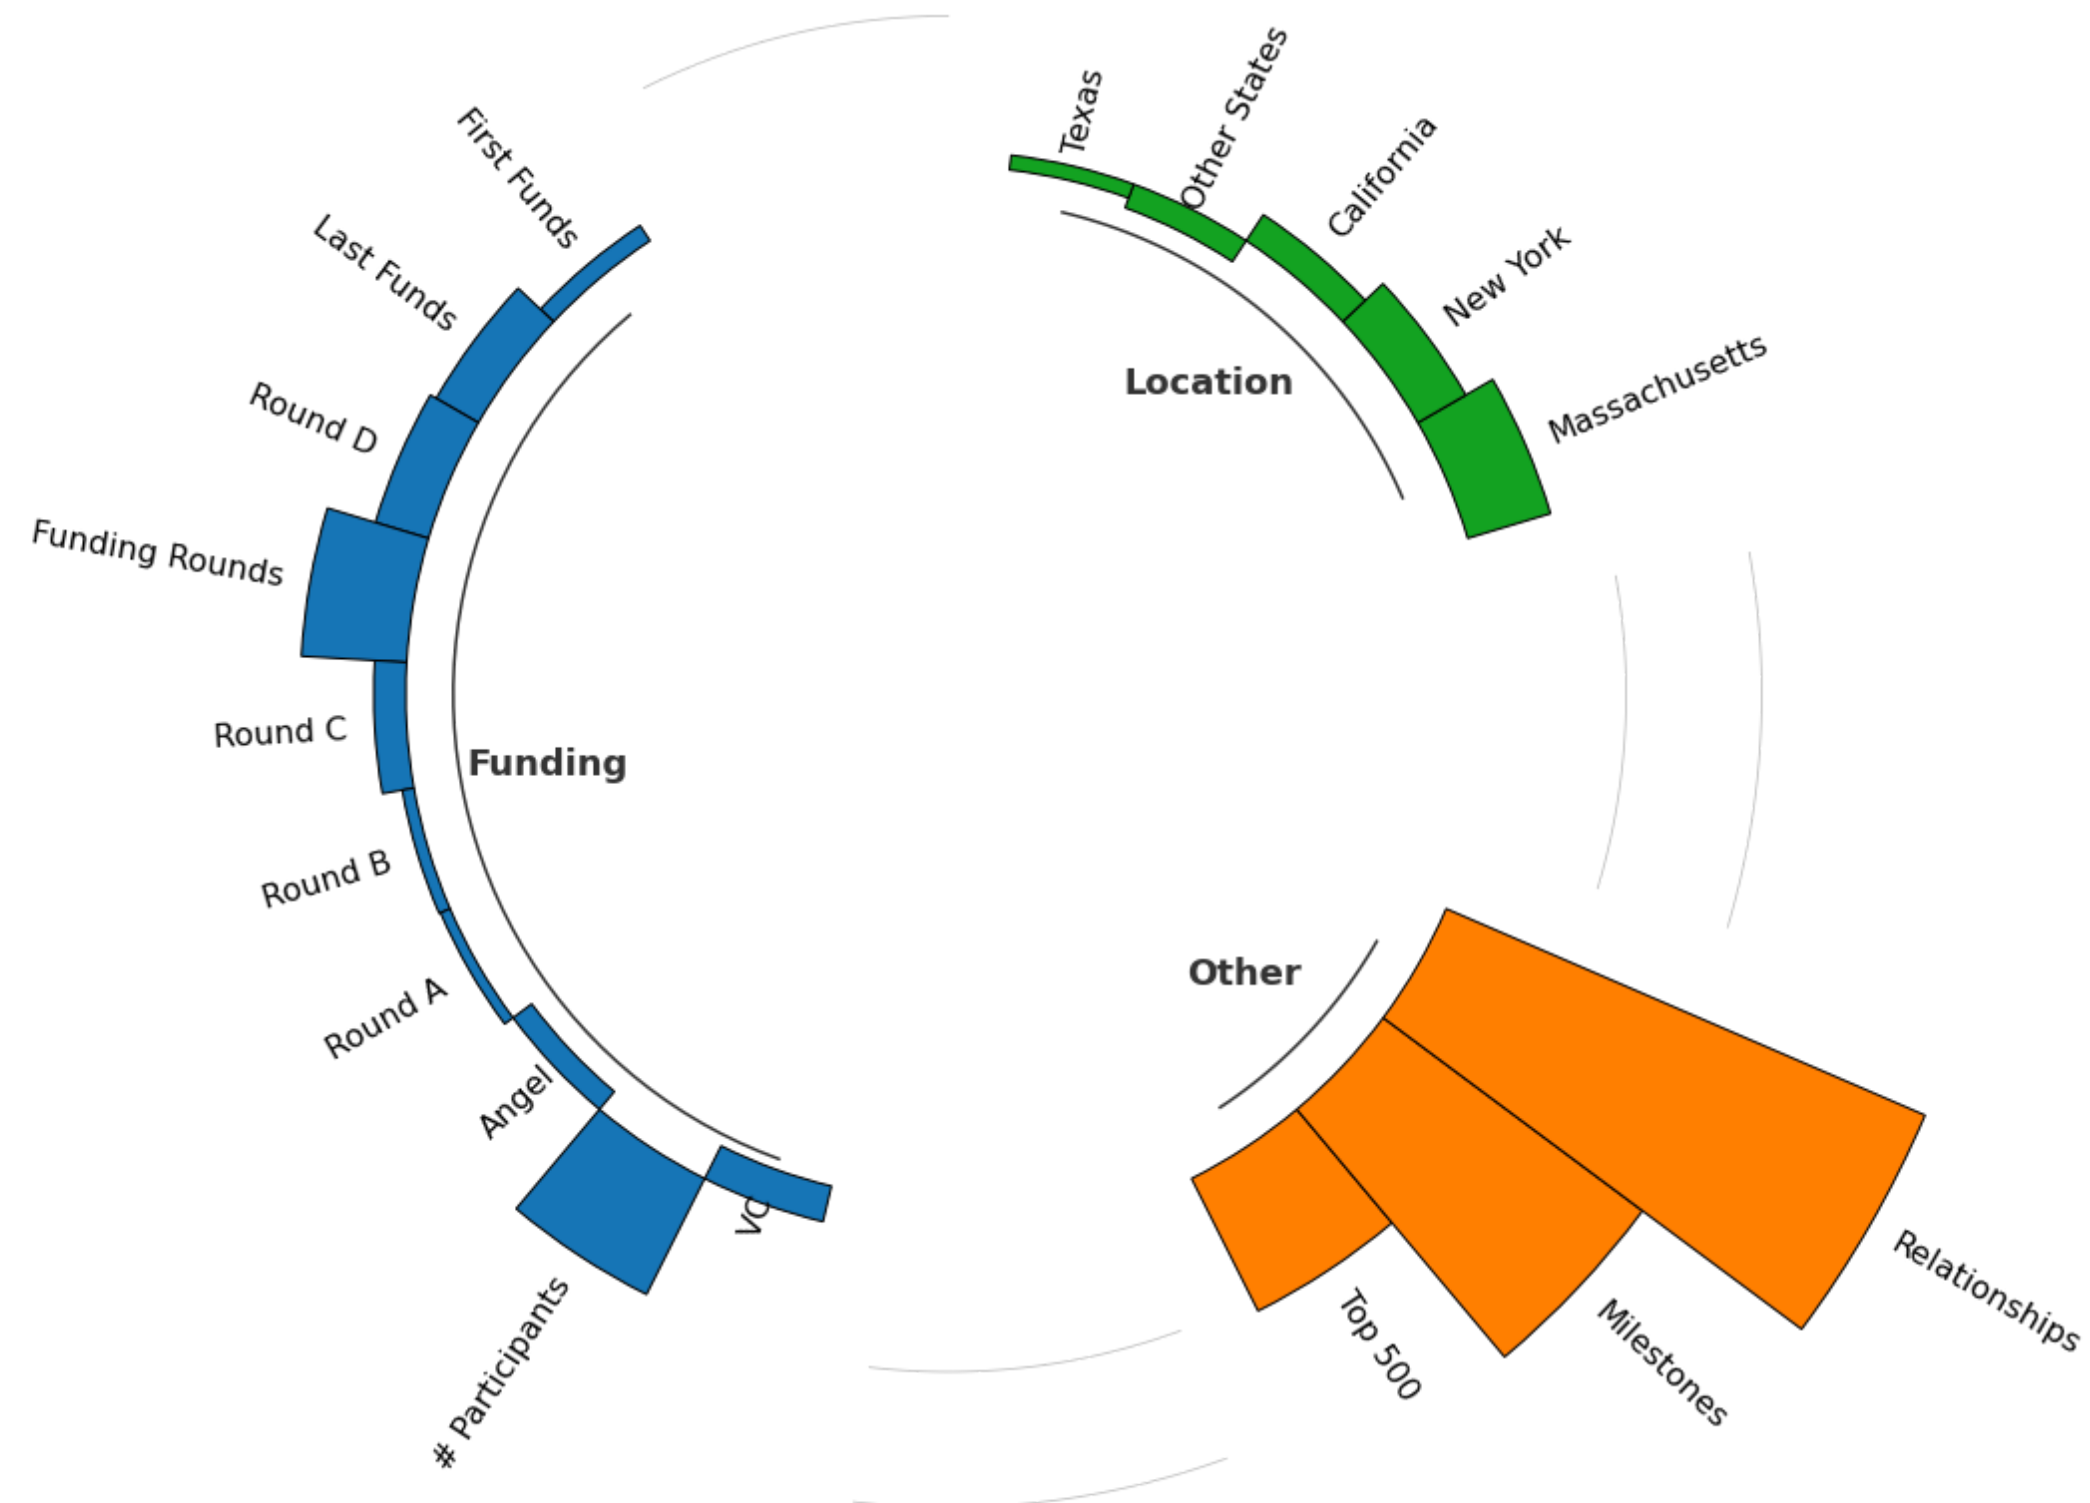 Texas
Other States
California
New York
Massachusetts
First Funds
Last Funds
Round D
Funding Rounds
Round C
Round B
Round A
Angel
# Participants
VC
Location
Funding
Other
Relationships
Milestones
Top 500